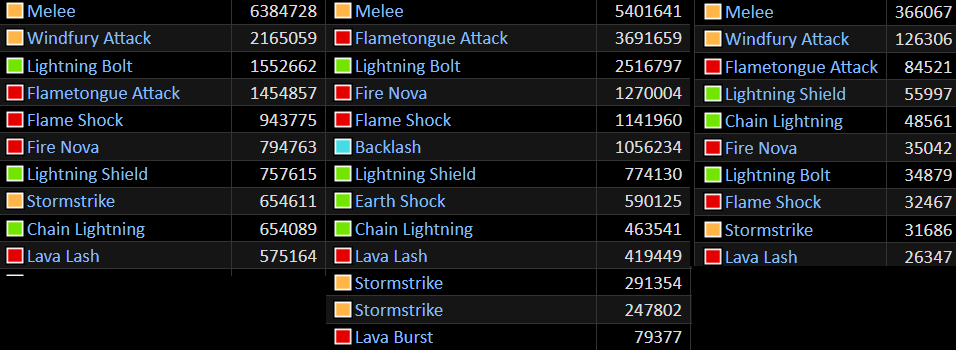 Melee 6384728
Windfury Attack 2165059
Lightning Bolt 1552662
Flametongue Attack 1454857
Flame Shock 943775
Fire Nova 794763
Lightning Shield 757615
Stormstrike 654611
Chain Lightning 654089
Lava Lash 575164
Melee 5401641
Flametongue Attack 3691659
Lightning Bolt 2516797
Fire Nova 1270004
Flame Shock 1141960
Backlash 1056234
Lightning Shield 774130
Earth Shock 590125
Chain Lightning 463541
Lava Lash 419449
Stormstrike 291354
Stormstrike 247802
Lava Burst 79377
Melee 366067
Windfury Attack 126306
Flametongue Attack 84521
Lightning Shield 55997
Chain Lightning 48561
Fire Nova 35042
Lightning Bolt 34879
Flame Shock 32467
Stormstrike 31686
Lava Lash 26347